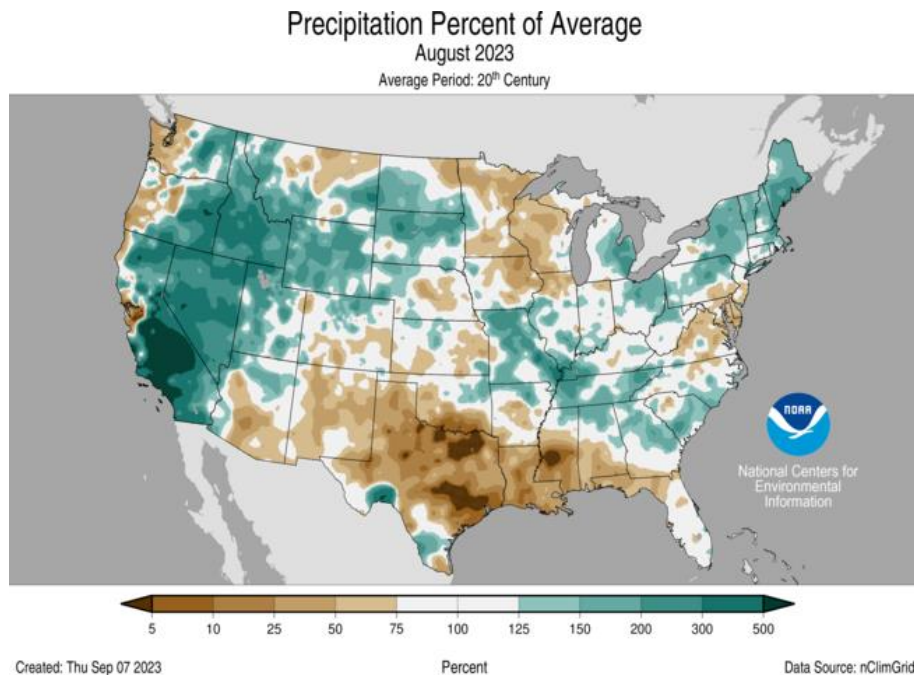 Precipitation Percent of Average
August 2023
Average Period: 20th Century
NOAA
National Centers for
Environmental
Information
5 10 25 50 75 100 125 150 200 300 500
Created: Thu Sep 07 2023 Percent Data Source: nClimGrid